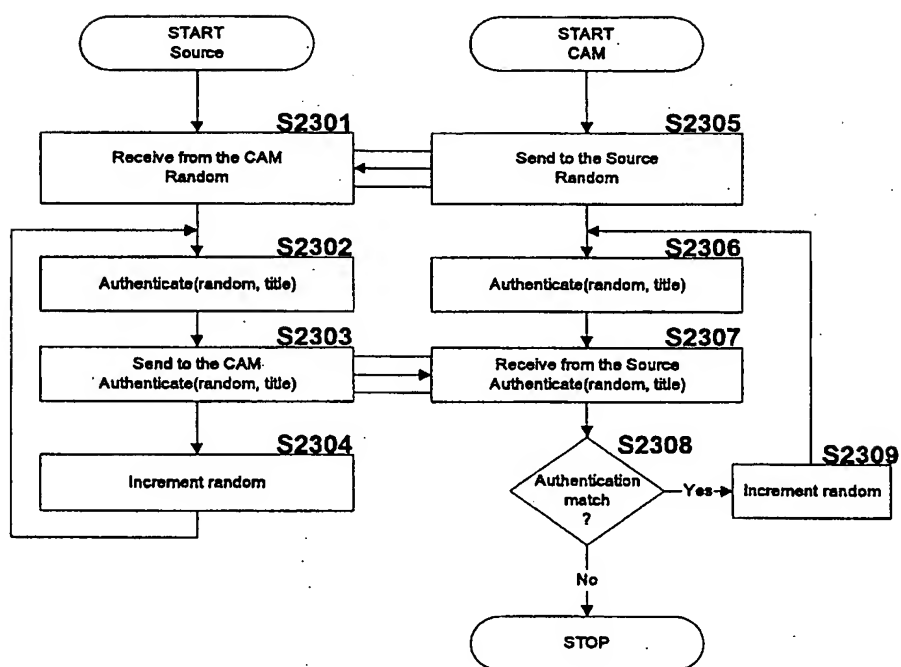 START
Source
START
CAM
S2301
S2305
Receive from the CAM
Random
Send to the Source
Random
S2302
S2306
Authenticate(random, title)
Authenticate(random, title)
S2303
S2307
Send to the CAM
Authenticate(random, title)
Receive from the Source
Authenticate(random, title)
S2304
S2308
S2309
Increment random
Authentication
match
?
Yes
Increment random
No
STOP